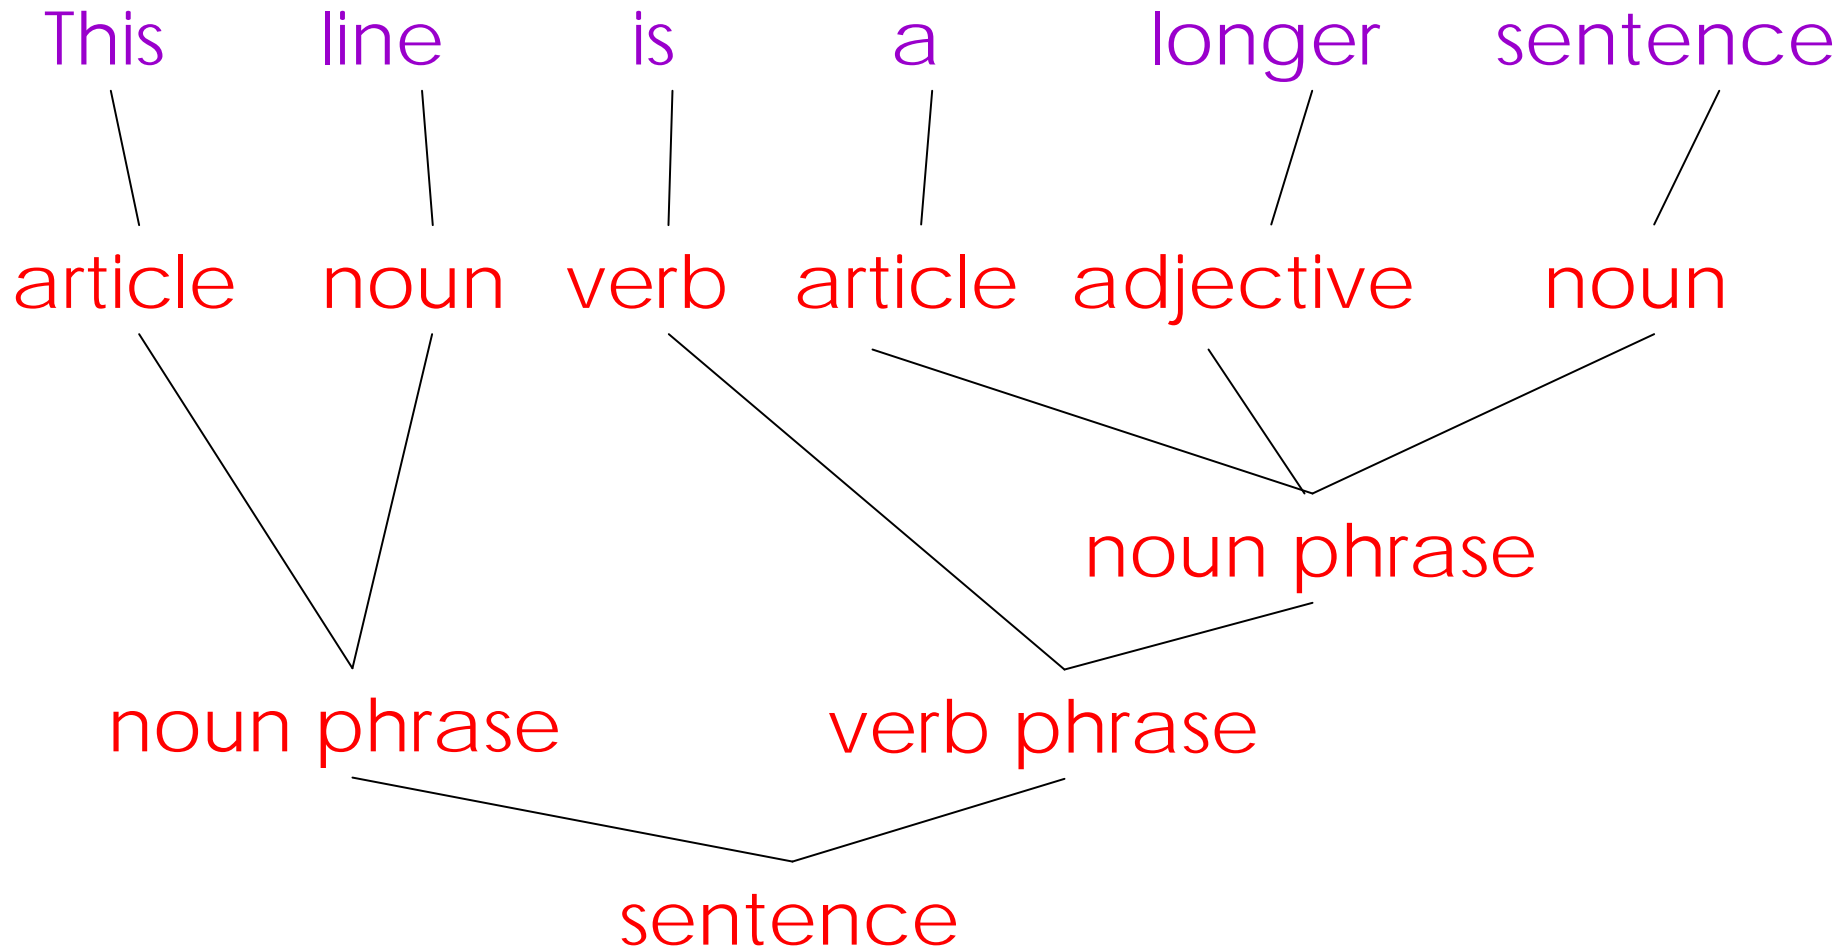 This line is a longer sentence
article noun verb article adjective noun
noun phrase
noun phrase verb phrase
sentence